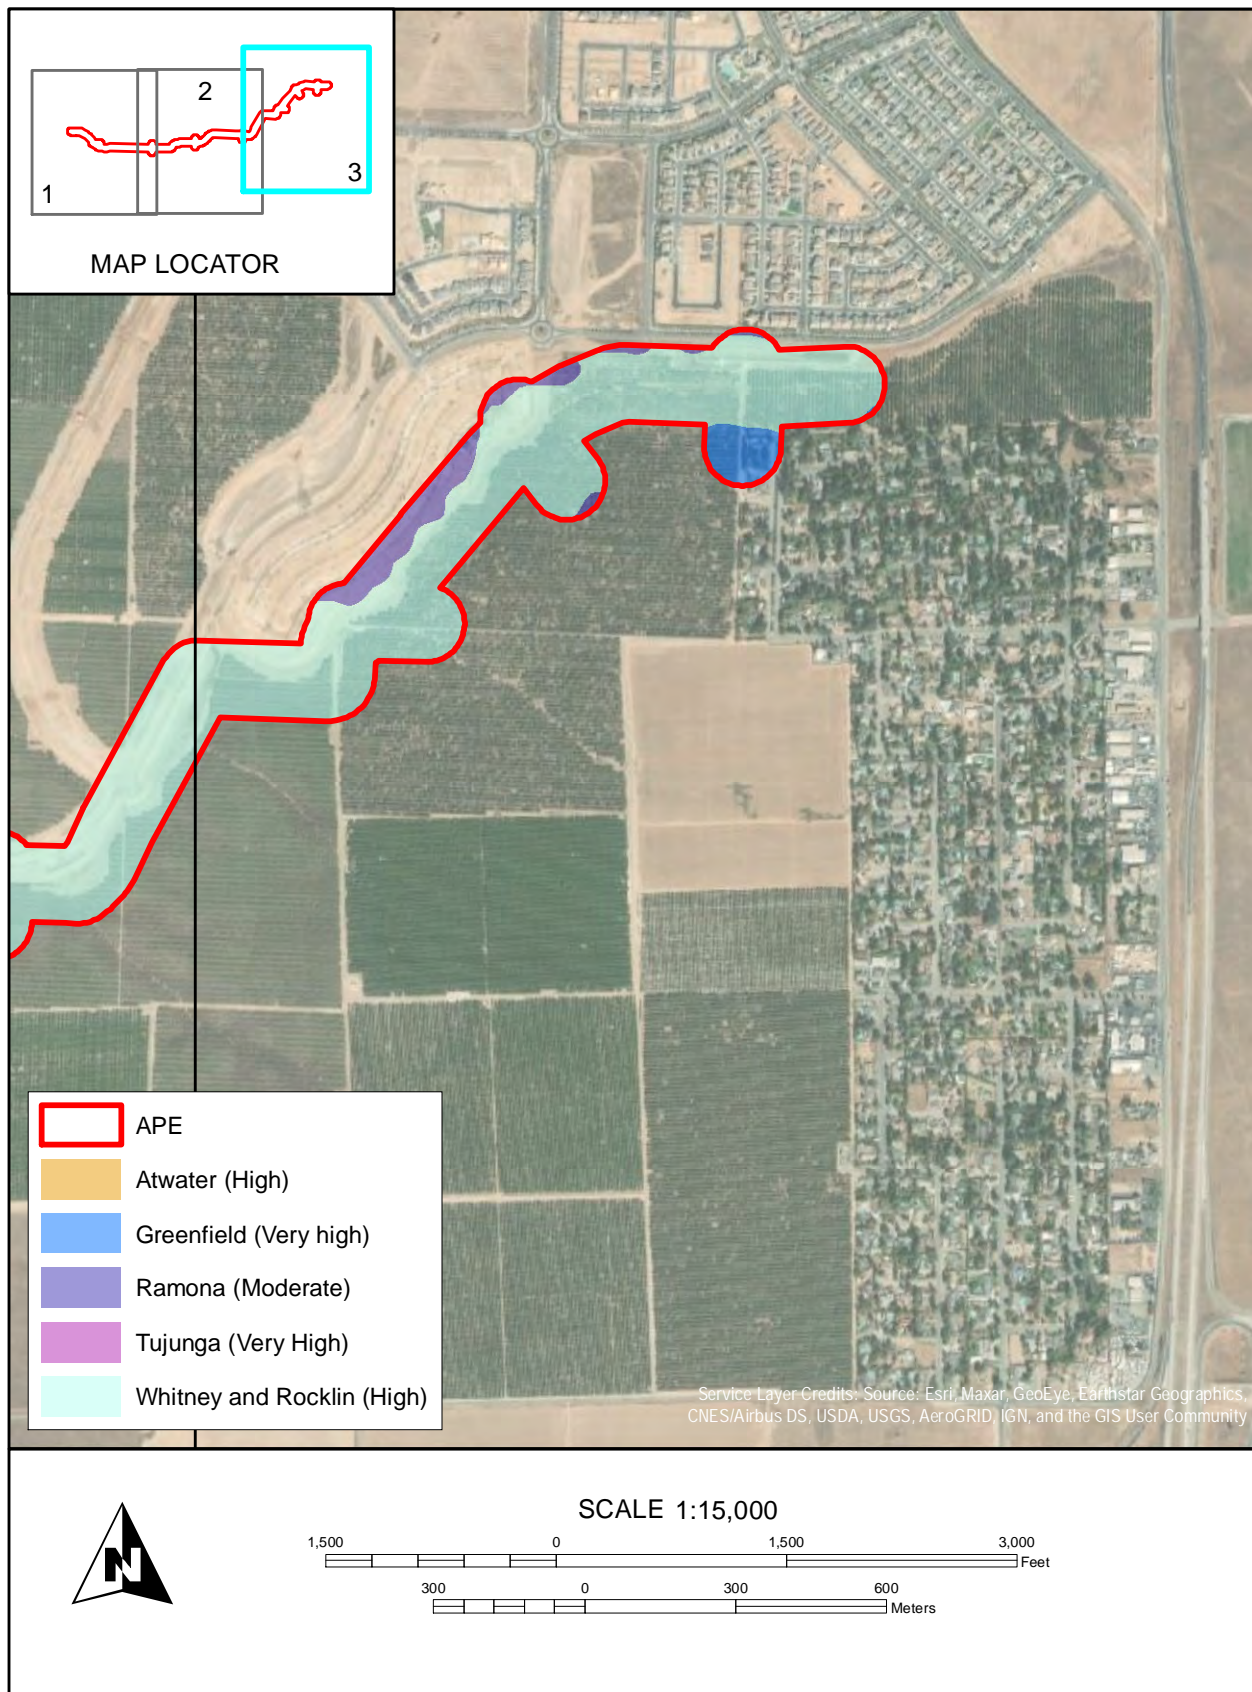 2
1
3
MAP LOCATOR
APE
Atwater (High)
Greenfield (Very high)
Ramona (Moderate)
Tujunga (Very High)
Whitney and Rocklin (High)
Service Layer Credits: Source: Esri, Maxar, GeoEye, Earthstar Geographics,
CNES/Airbus DS, USDA, USGS, AeroGRID, IGN, and the GIS User Community
N
SCALE 1:15,000
1,500 0 1,500 3,000
Feet
300 0 300 600
Meters